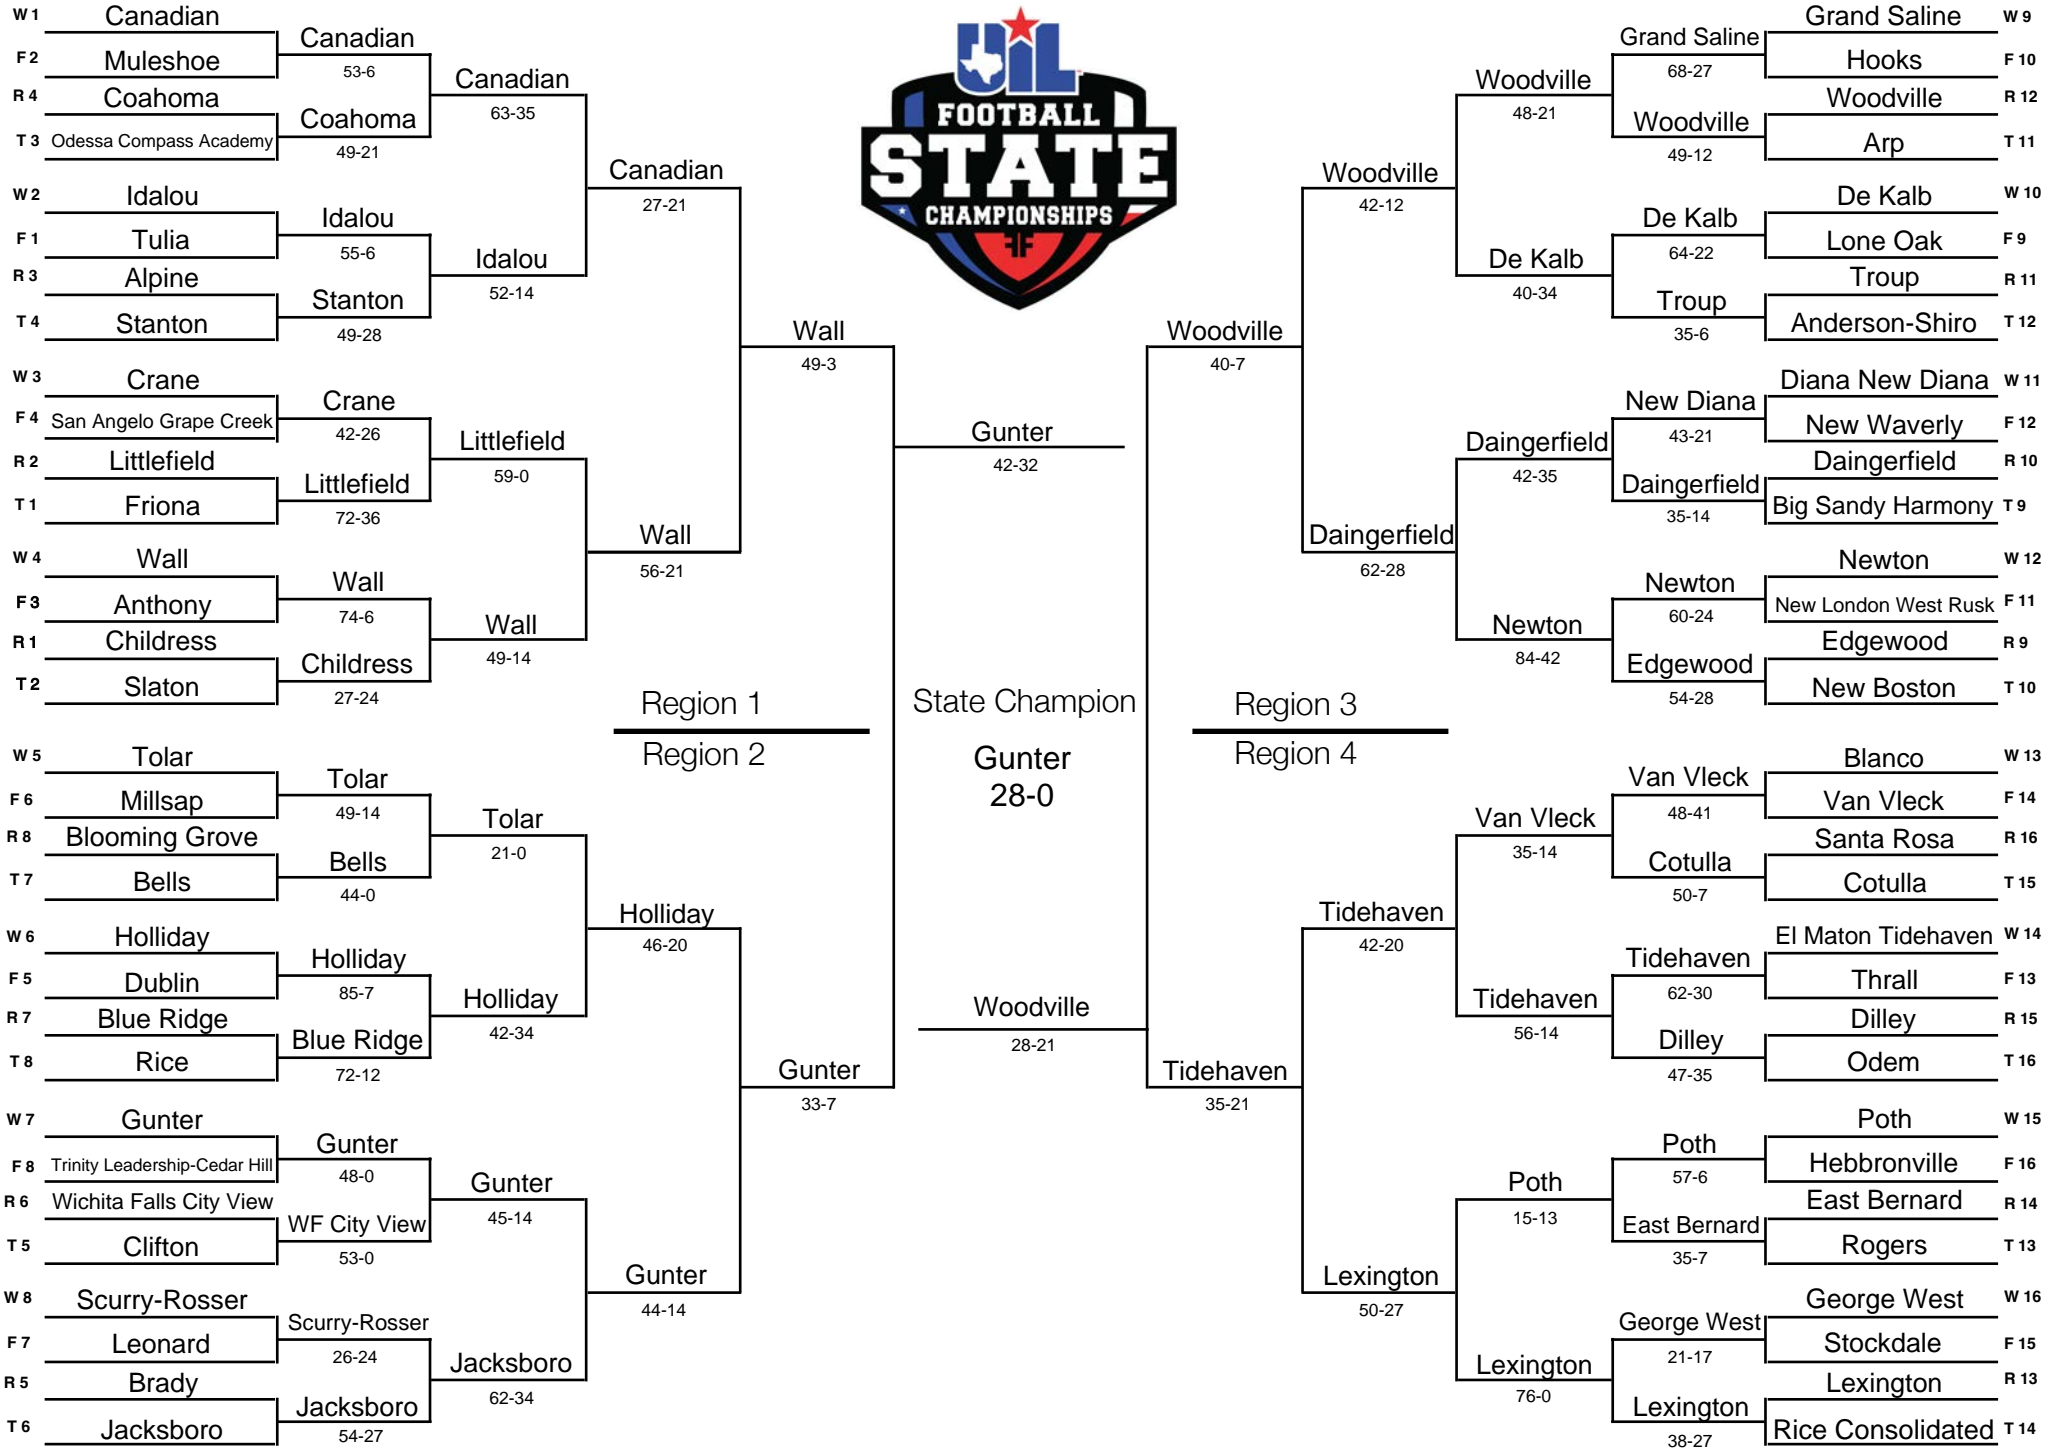 W 1 Canadian
F 2 Muleshoe
R 4 Coahoma
T 3 Odessa Compass Academy
W 2 Idalou
F 1 Tulia
R 3 Alpine
T 4 Stanton
W 3 Crane
F 4 San Angelo Grape Creek
R 2 Littlefield
T 1 Friona
W 4 Wall
F 3 Anthony
R 1 Childress
T 2 Slaton
W 5 Tolar
F 6 Millsap
R 8 Blooming Grove
T 7 Bells
W 6 Holliday
F 5 Dublin
R 7 Blue Ridge
T 8 Rice
W 7 Gunter
F 8 Trinity Leadership-Cedar Hill
R 6 Wichita Falls City View
T 5 Clifton
W 8 Scurry-Rosser
F 7 Leonard
R 5 Brady
T 6 Jacksboro
Canadian
53-6
Coahoma
49-21
Idalou
55-6
Stanton
49-28
Crane
42-26
Littlefield
72-36
Wall
74-6
Childress
27-24
Tolar
49-14
Bells
44-0
Holliday
85-7
Blue Ridge
72-12
Gunter
48-0
WF City View
53-0
Scurry-Rosser
26-24
Jacksboro
54-27
Canadian
63-35
Idalou
52-14
Littlefield
59-0
Wall
49-14
Tolar
21-0
Holliday
42-34
Gunter
45-14
Jacksboro
62-34
Canadian
27-21
Wall
56-21
Holliday
46-20
Gunter
44-14
Region 1
Region 2
Wall
49-3
Gunter
33-7
UIL
FOOTBALL
STATE
CHAMPIONSHIPS
Gunter
42-32
State Champion
Gunter
28-0
Woodville
28-21
Woodville
40-7
Tidehaven
35-21
Region 3
Region 4
Woodville
42-12
Daingerfield
62-28
Tidehaven
42-20
Lexington
50-27
Woodville
48-21
De Kalb
40-34
Daingerfield
42-35
Newton
84-42
Van Vleck
35-14
Tidehaven
56-14
Poth
15-13
Lexington
76-0
Grand Saline
68-27
Woodville
49-12
De Kalb
64-22
Troup
35-6
New Diana
43-21
Daingerfield
35-14
Newton
60-24
Edgewood
54-28
Van Vleck
48-41
Cotulla
50-7
Tidehaven
62-30
Dilley
47-35
Poth
57-6
East Bernard
35-7
George West
21-17
Lexington
38-27
Grand Saline W 9
Hooks F 10
Woodville R 12
Arp T 11
De Kalb W 10
Lone Oak F 9
Troup R 11
Anderson-Shiro T 12
Diana New Diana W 11
New Waverly F 12
Daingerfield R 10
Big Sandy Harmony T 9
Newton W 12
New London West Rusk F 11
Edgewood R 9
New Boston T 10
Blanco W 13
Van Vleck F 14
Santa Rosa R 16
Cotulla T 15
El Maton Tidehaven W 14
Thrall F 13
Dilley R 15
Odem T 16
Poth W 15
Hebbronville F 16
East Bernard R 14
Rogers T 13
George West W 16
Stockdale F 15
Lexington R 13
Rice Consolidated T 14